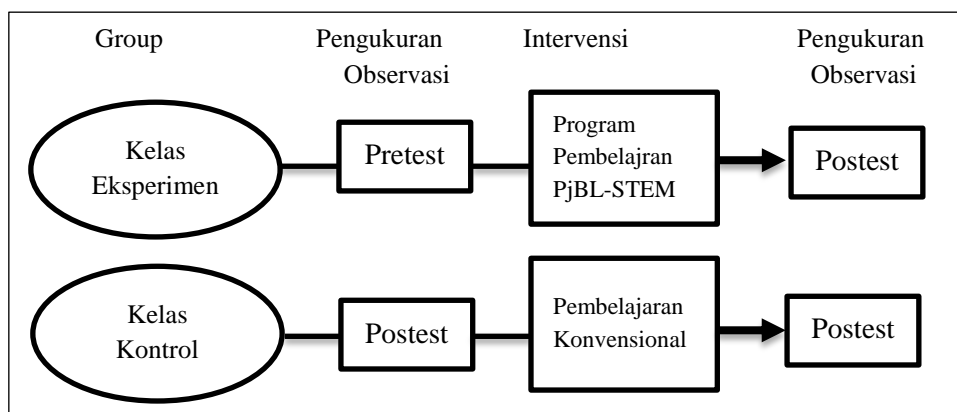 Group
Pengukuran
Observasi
Intervensi
Pengukuran
Observasi
Kelas
Eksperimen
Pretest
Program
Pembelajran
PjBL-STEM
Postest
Kelas
Kontrol
Postest
Pembelajaran
Konvensional
Postest